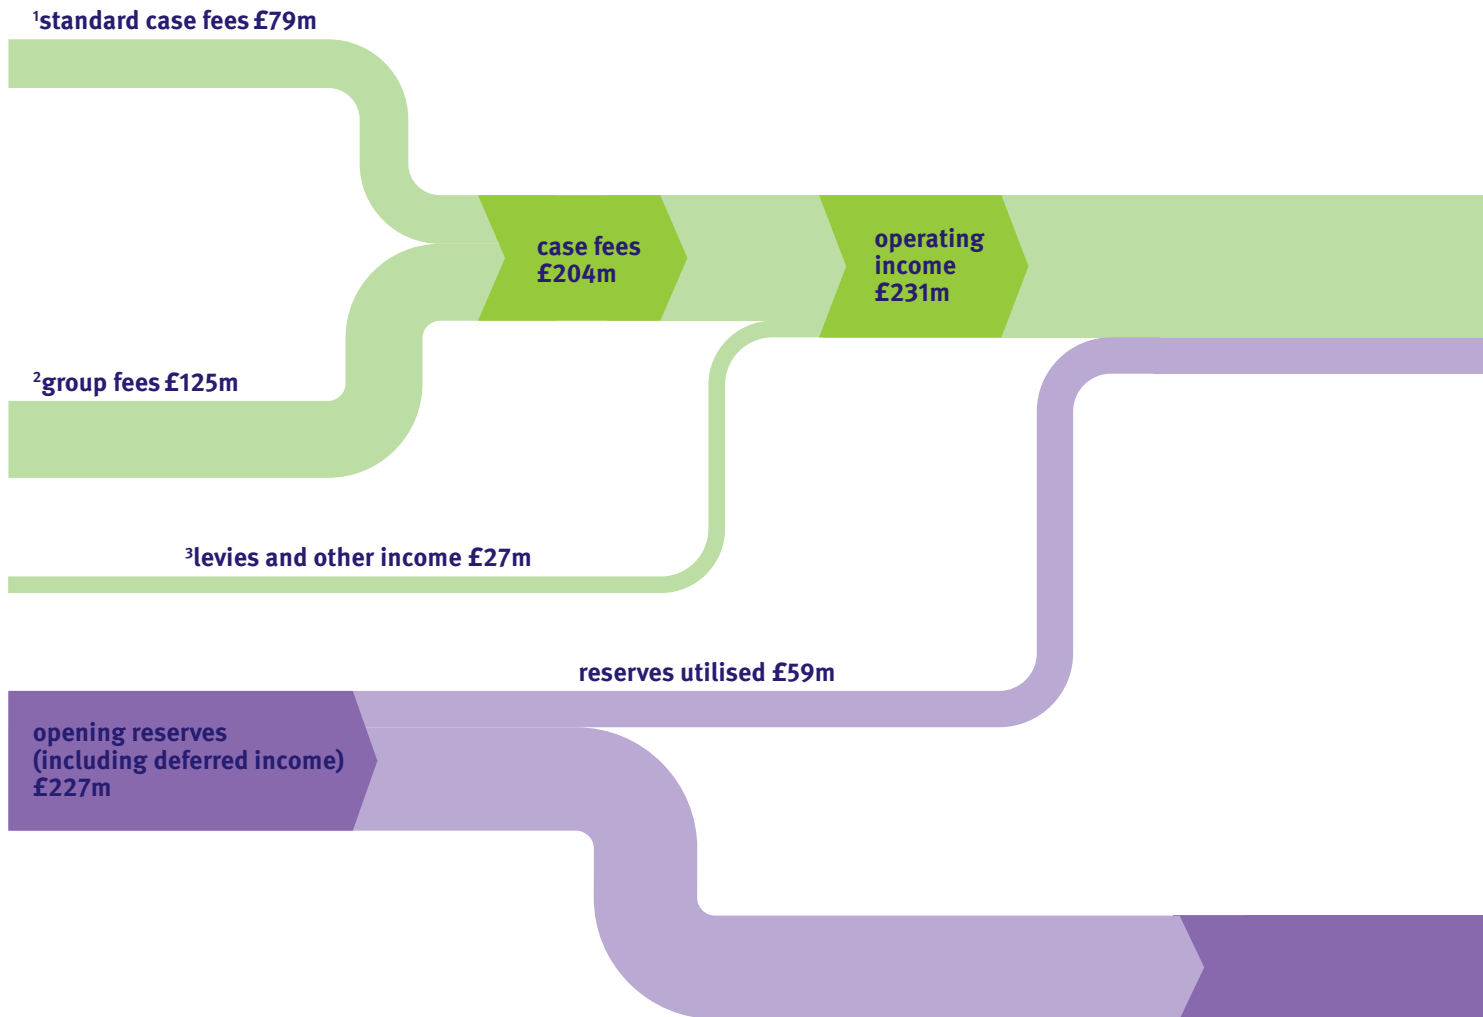 ¹standard case fees £79m
case fees
£204m
operating
income
£231m
²group fees £125m
³levies and other income £27m
reserves utilised £59m
opening reserves
(including deferred income)
£227m